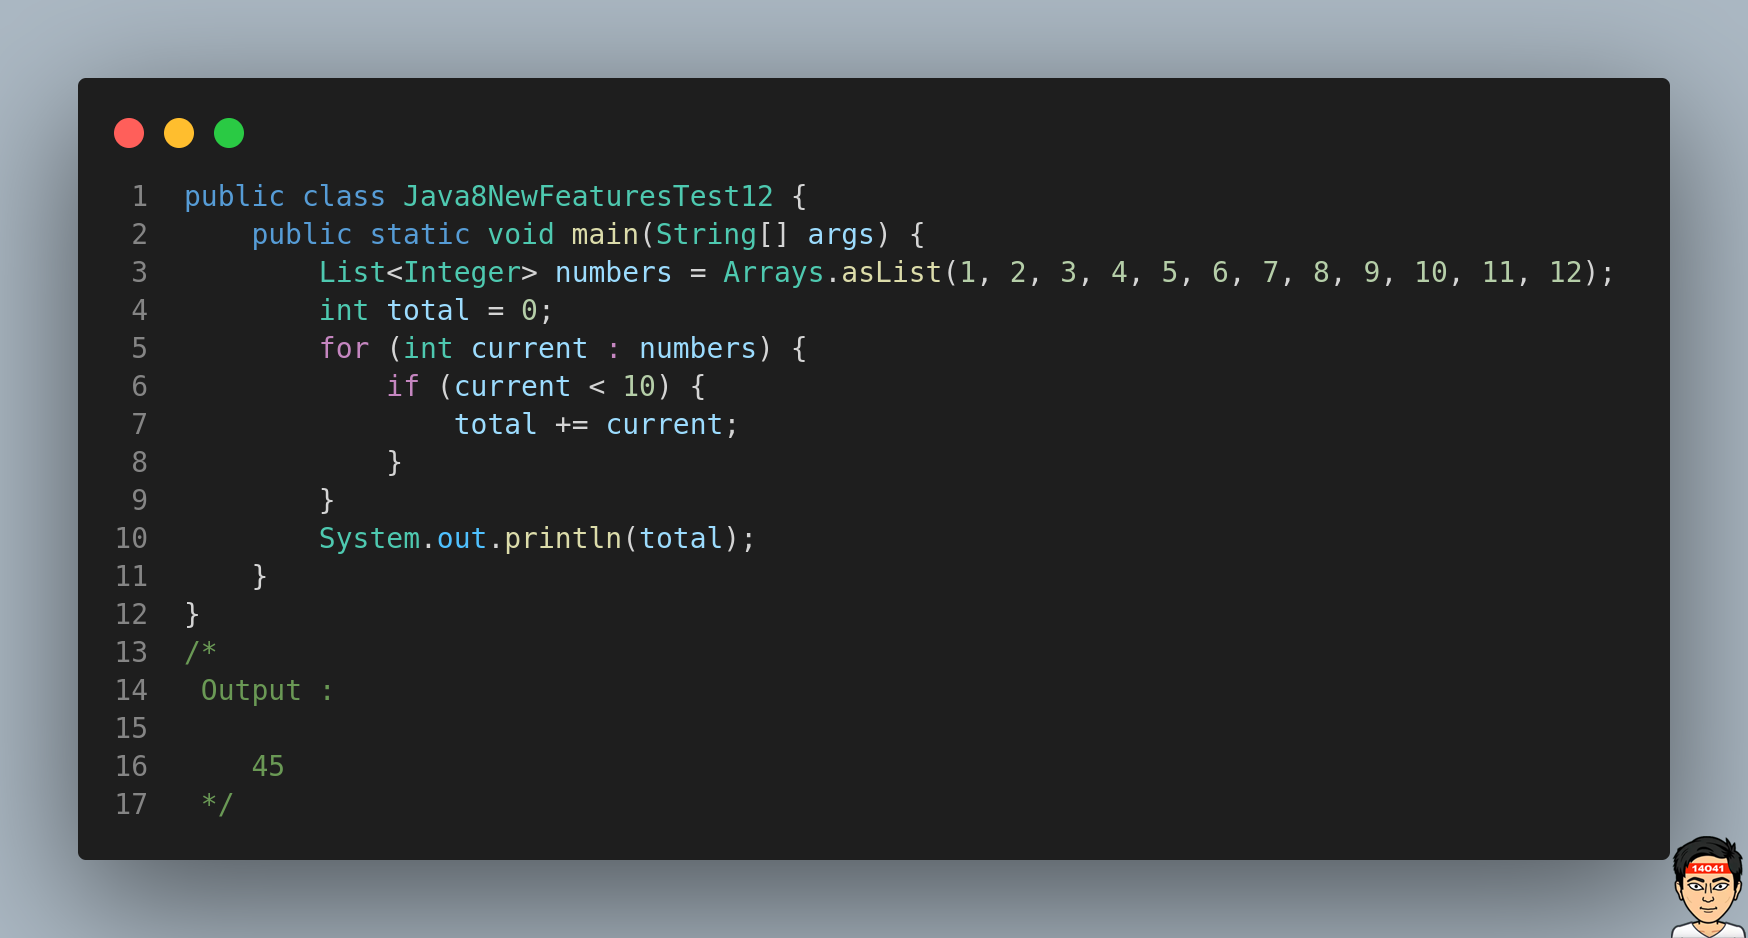 1 public class Java8NewFeaturesTest12 {
2     public static void main(String[] args) {
3         List<Integer> numbers = Arrays.asList(1, 2, 3, 4, 5, 6, 7, 8, 9, 10, 11, 12);
4         int total = 0;
5         for (int current : numbers) {
6             if (current < 10) {
7                 total += current;
8             }
9         }
10         System.out.println(total);
11     }
12 }
13 /*
14  Output :
15
16     45
17  */
14041